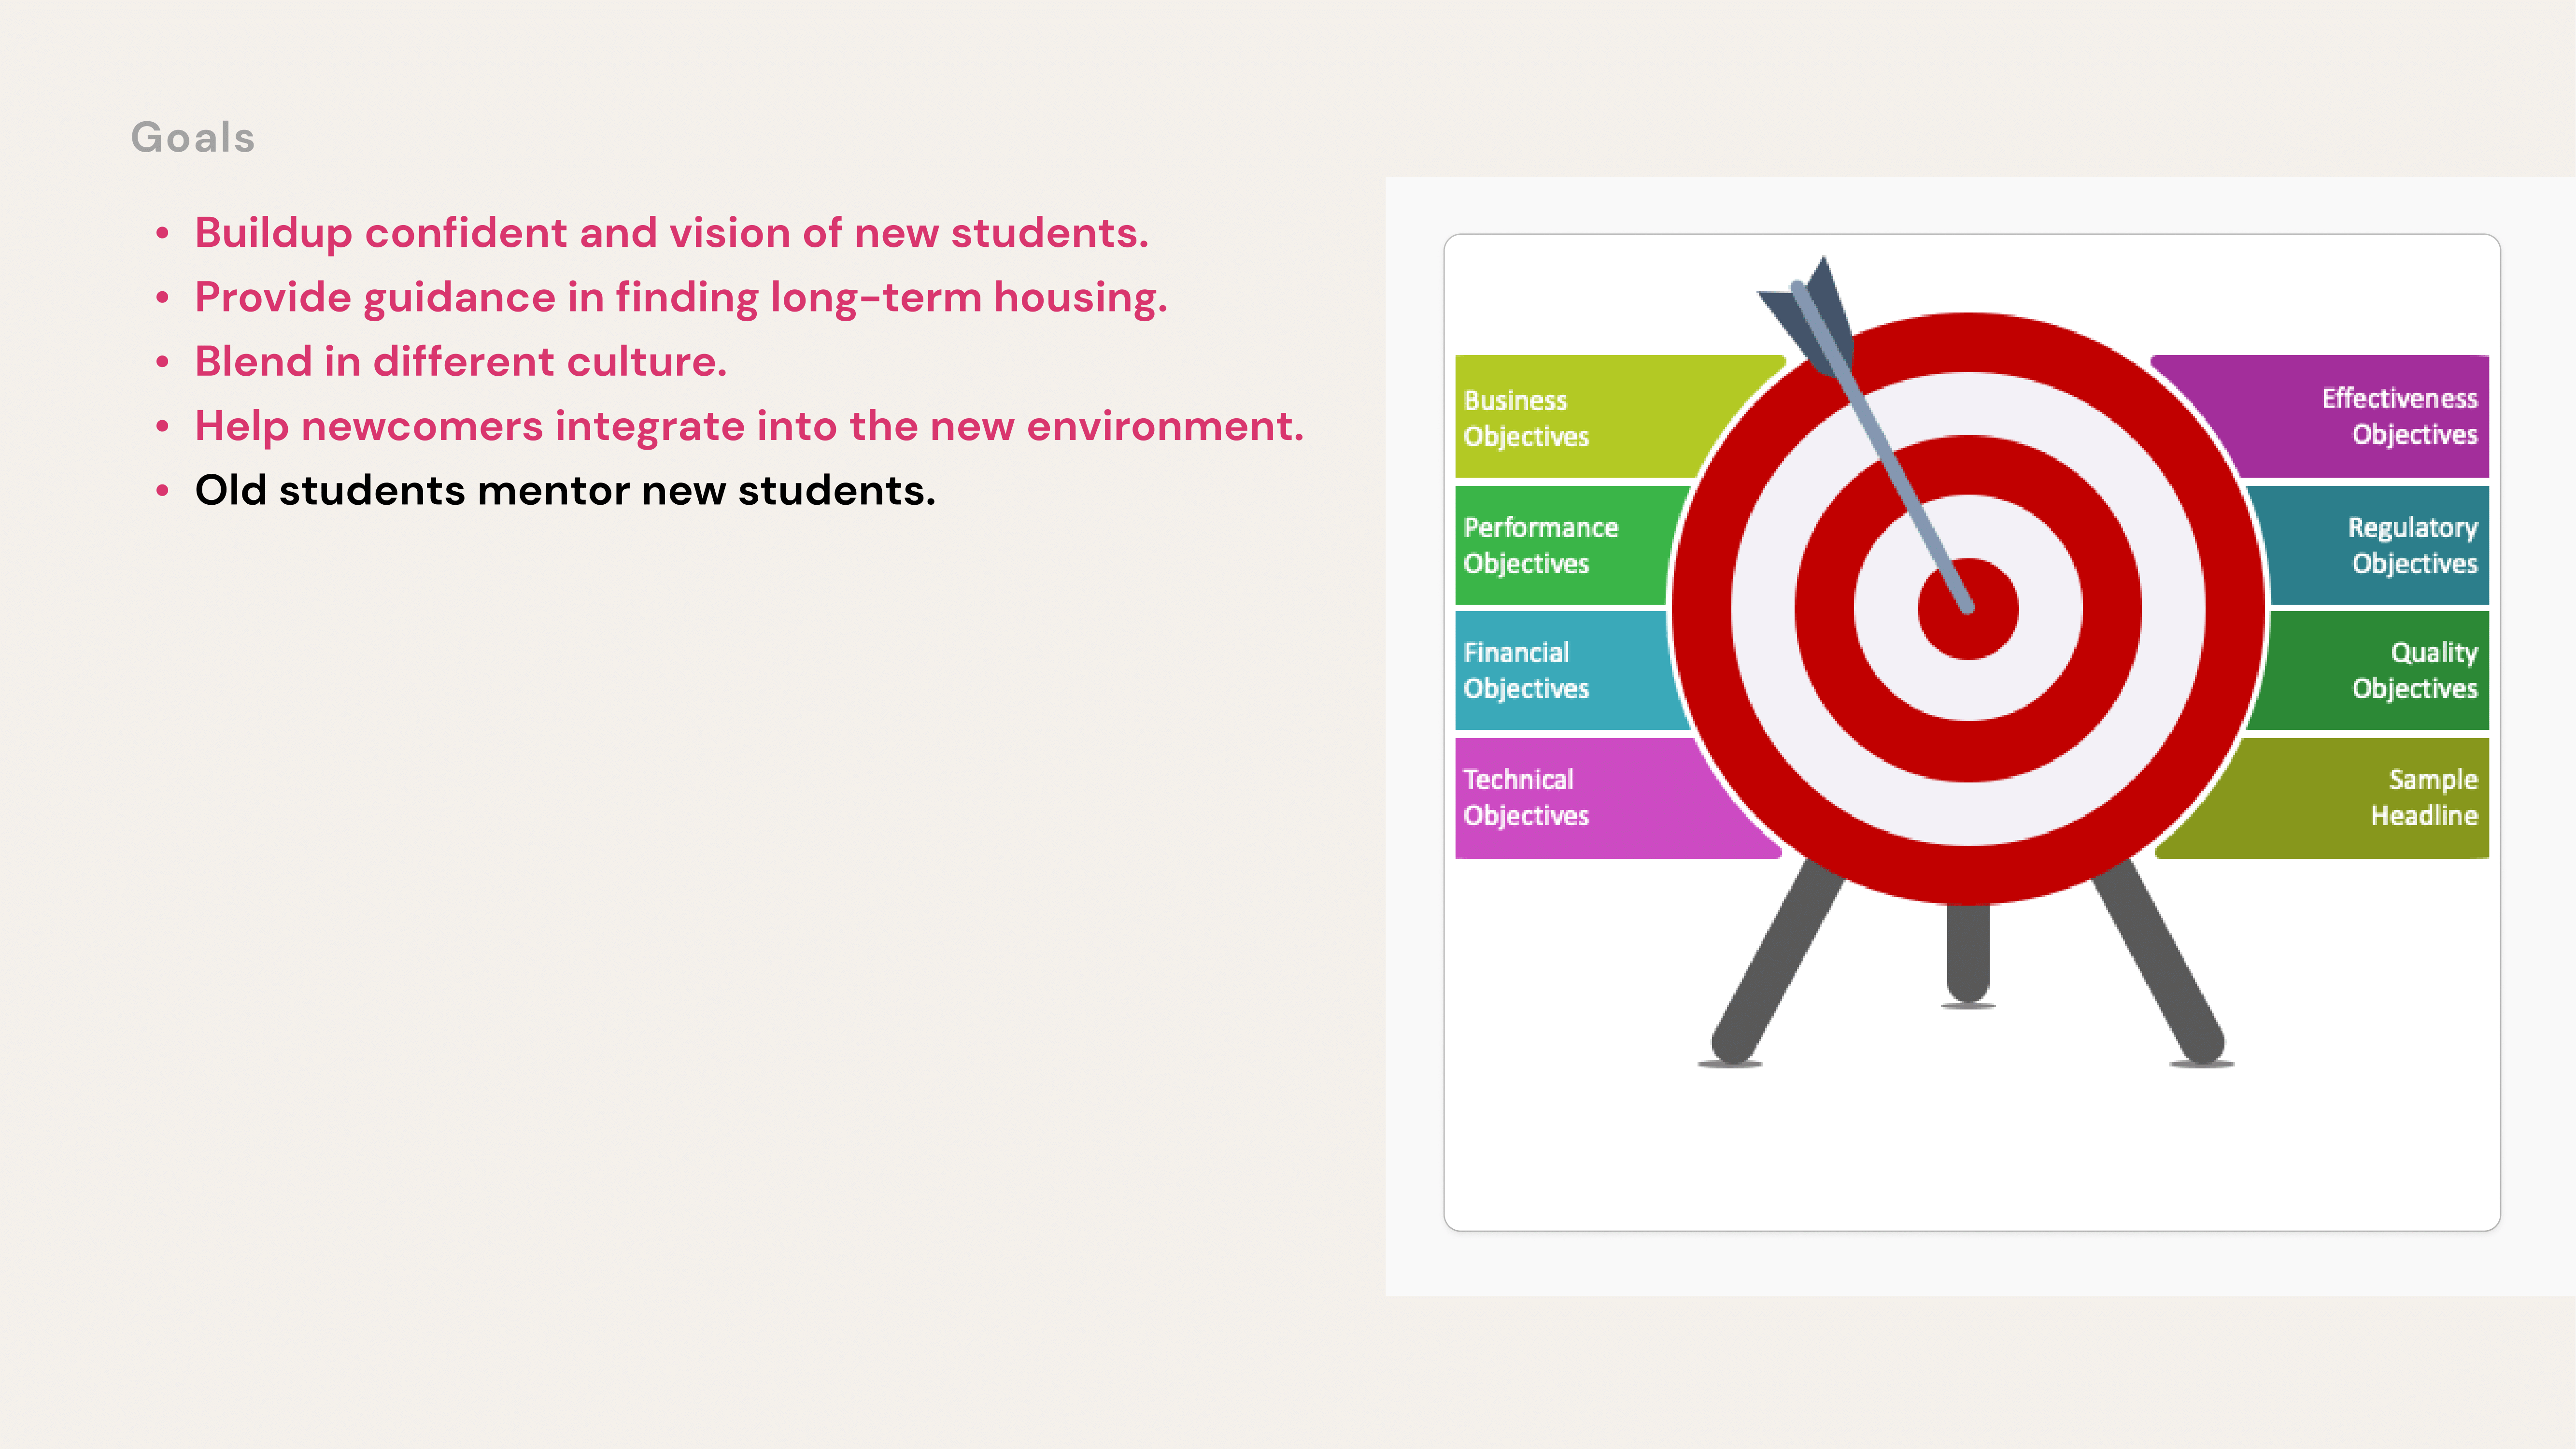 Goals
• Buildup confident and vision of new students.
• Provide guidance in finding long-term housing.
• Blend in different culture.
• Help newcomers integrate into the new environment.
• Old students mentor new students.
Business
Objectives
Performance
Objectives
Financial
Objectives
Technical
Objectives
Effectiveness
Objectives
Regulatory
Objectives
Quality
Objectives
Sample
Headline